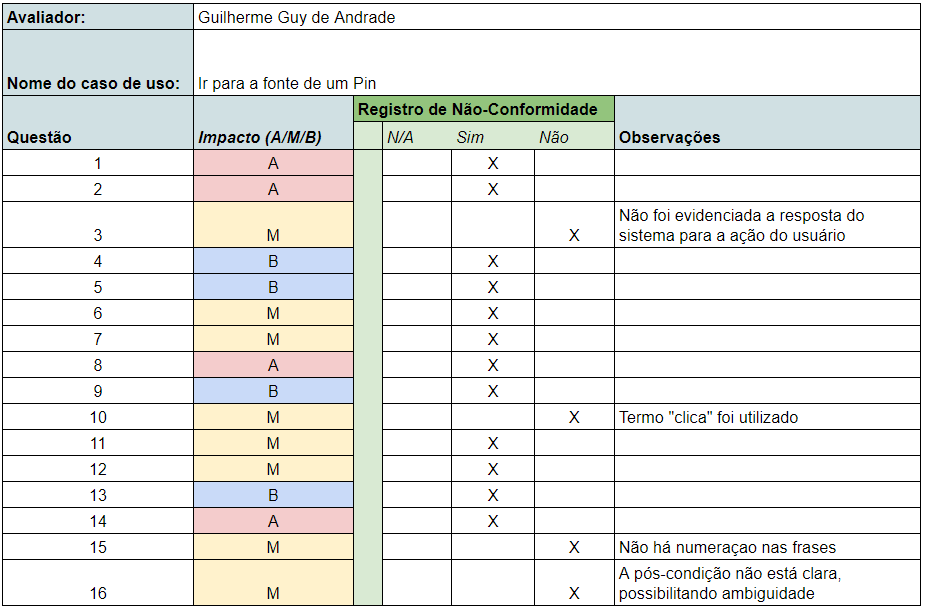 Avaliador: Guilherme Guy de Andrade
Nome do caso de uso: Ir para a fonte de um Pin
Registro de Não-Conformidade
Questão Impacto (A/M/B) N/A Sim Não Observações
1 A X
2 A X
Não foi evidenciada a resposta do
3 M X sistema para a ação do usuário
4 B X
5 B X
6 M X
7 M X
8 A X
9 B X
10 M X Termo "clica" foi utilizado
11 M X
12 M X
13 B X
14 A X
15 M X Não há numeraçao nas frases
A pós-condição não está clara,
16 M X possibilitando ambiguidade